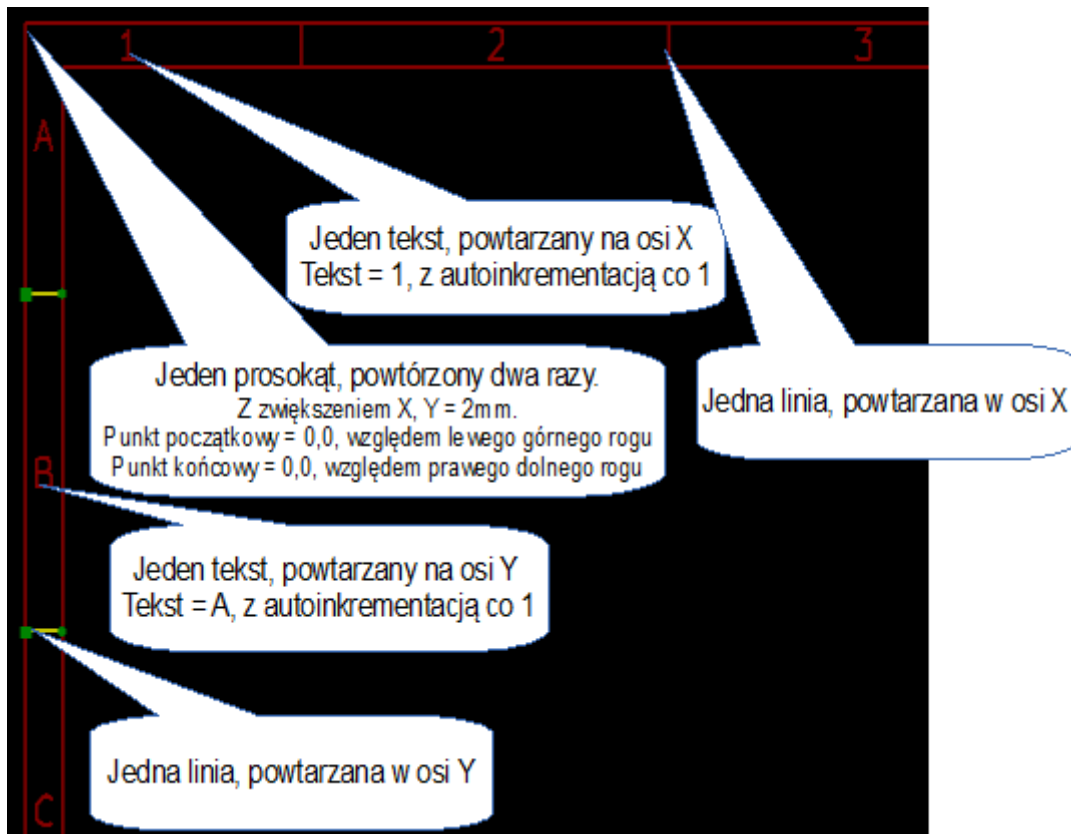 1 2 3
A
Jeden tekst, powtarzany na osi X
Tekst = 1, z autoinkrementacją co 1
Jeden prosokąt, powtórzony dwa razy.
Z zwiększeniem X, Y = 2mm.
Punkt początkowy = 0,0, względem lewego górnego rogu
Punkt końcowy = 0,0, względem prawego dolnego rogu
Jedna linia, powtarzana w osi X
B
Jeden tekst, powtarzany na osi Y
Tekst = A, z autoinkrementacją co 1
Jedna linia, powtarzana w osi Y
C